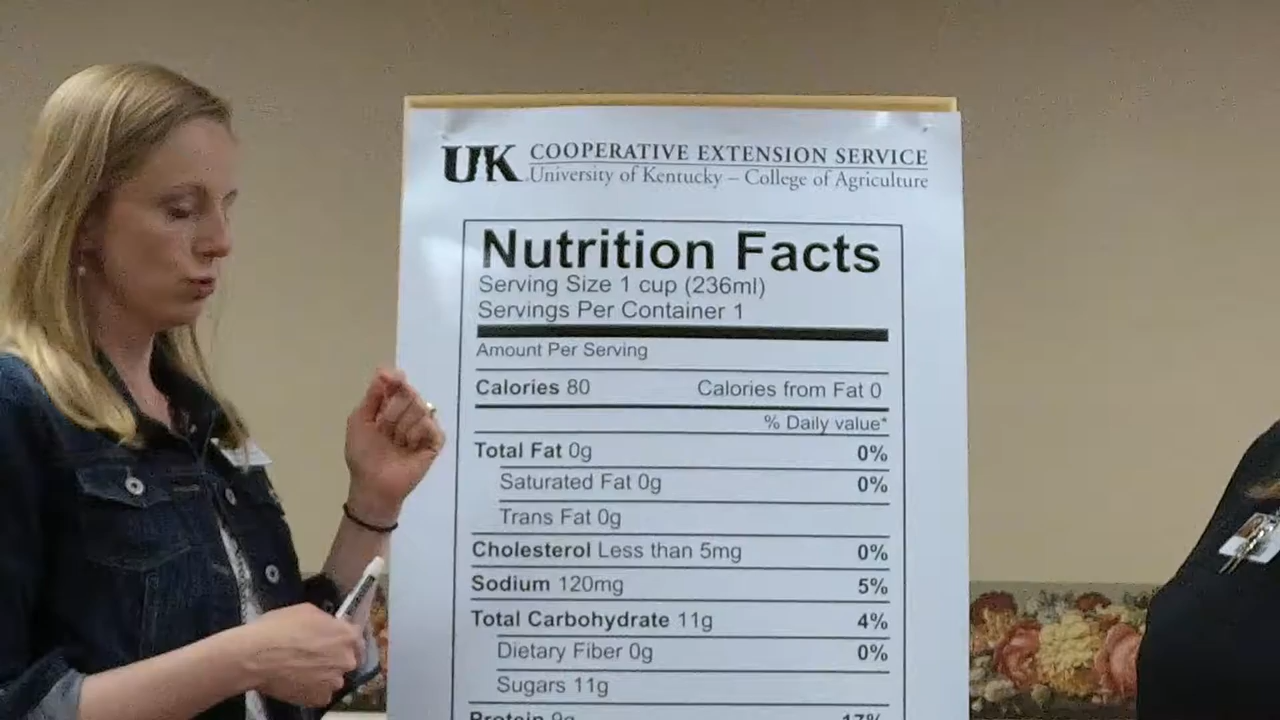 UK COOPERATIVE EXTENSION SERVICE
University of Kentucky – College of Agriculture
Nutrition Facts
Serving Size 1 cup (236ml)
Servings Per Container 1
Amount Per Serving
Calories 80 Calories from Fat 0
% Daily value*
Total Fat 0g 0%
Saturated Fat 0g 0%
Trans Fat 0g
Cholesterol Less than 5mg 0%
Sodium 120mg 5%
Total Carbohydrate 11g 4%
Dietary Fiber 0g 0%
Sugars 11g
Protein 9g 17%